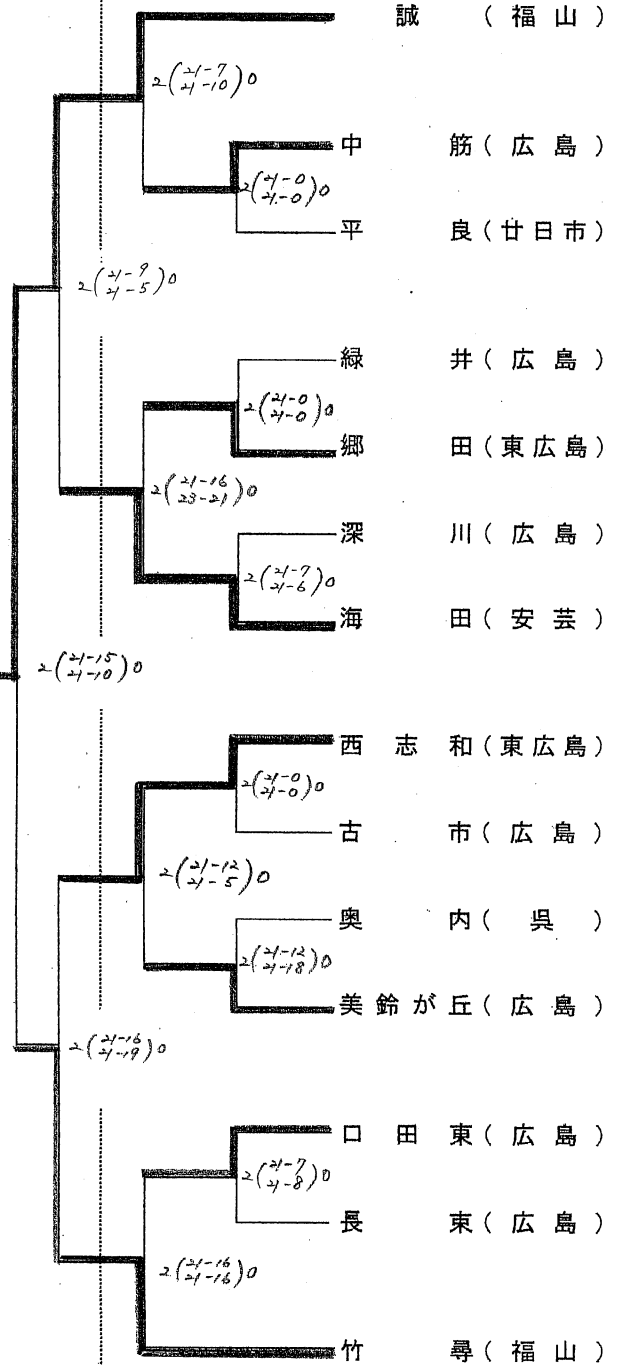 誠 (福山)
2(21-7 21-10)0
中筋(広島)
2(21-0 21-0)0
平良(廿日市)
2(21-9 21-5)0
緑井(広島)
2(21-0 21-0)0
郷田(東広島)
2(21-16 23-21)0
深川(広島)
2(21-7 21-6)0
海田(安芸)
2(21-15 21-10)0
西志和(東広島)
2(21-0 21-0)0
古市(広島)
2(21-12 21-5)0
奥内(呉)
2(21-12 21-18)0
美鈴が丘(広島)
2(21-16 21-19)0
口田東(広島)
2(21-7 21-8)0
長東(広島)
2(21-16 21-16)0
竹尋(福山)